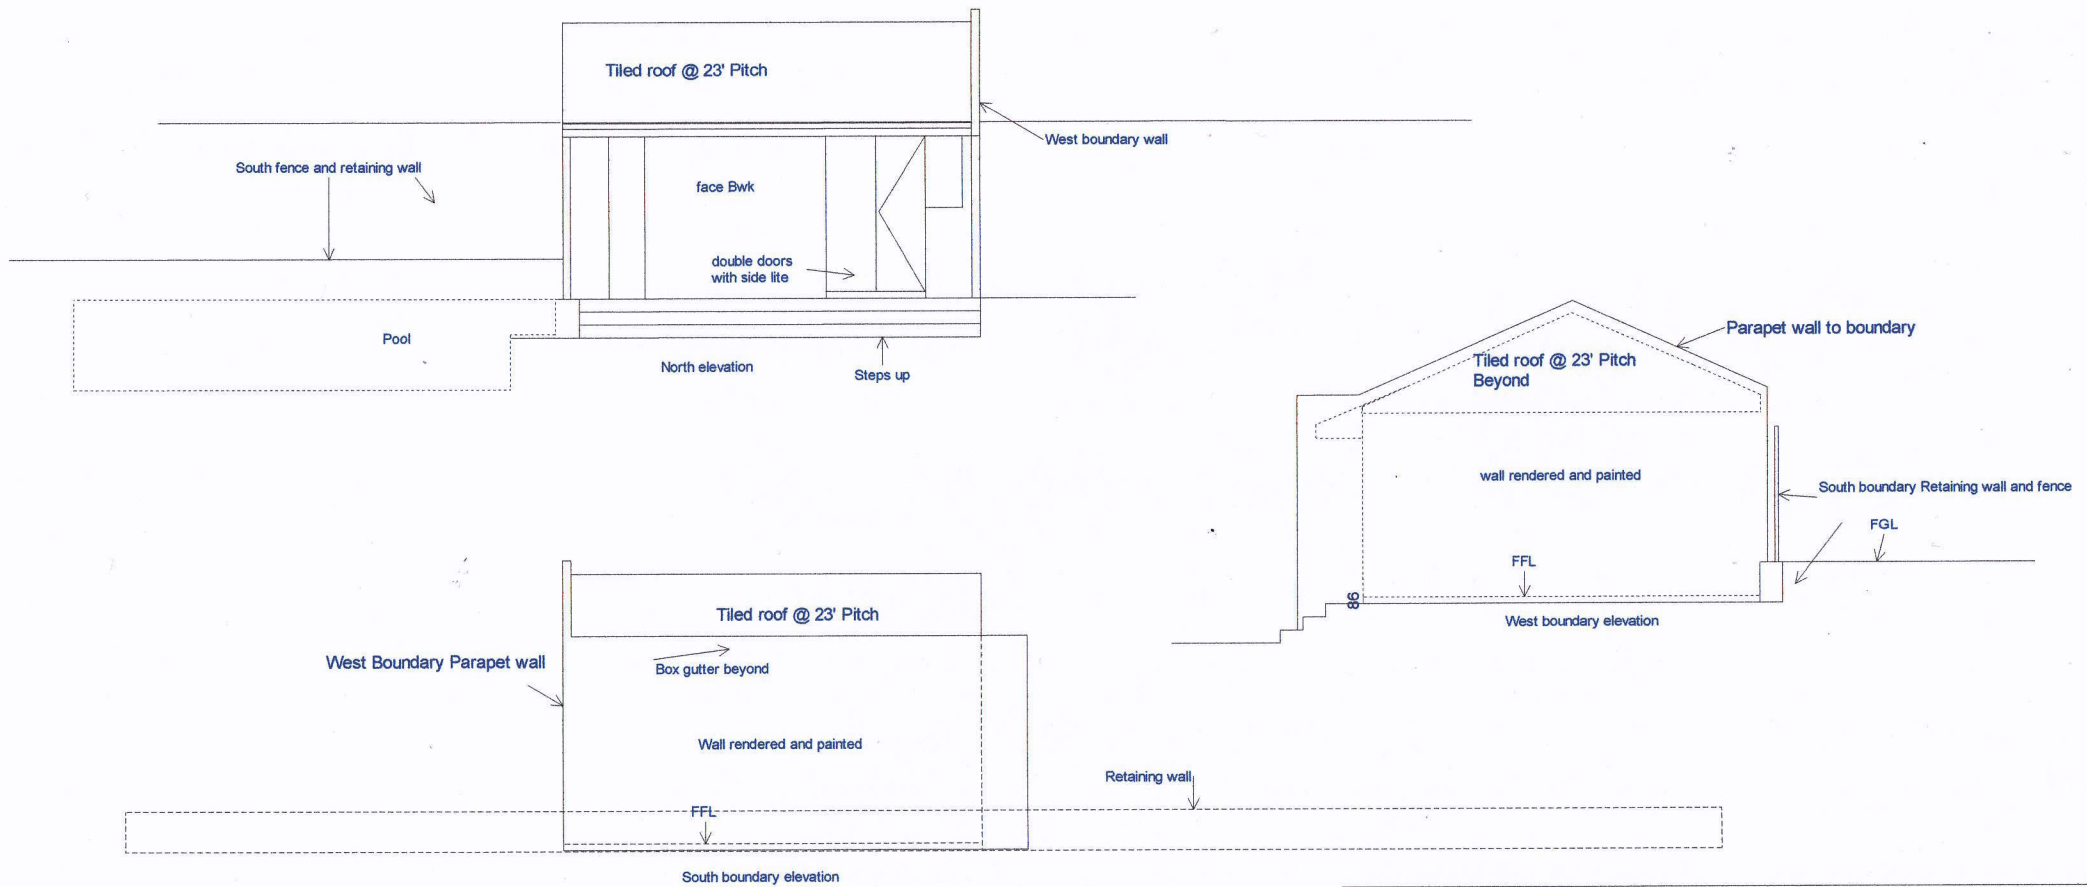 Tiled roof @ 23' Pitch
West boundary wall
South fence and retaining wall
face Bwk
double doors
with side lite
Pool
North elevation
Steps up
Parapet wall to boundary
Tiled roof @ 23' Pitch
Beyond
wall rendered and painted
South boundary Retaining wall and fence
FGL
FFL
86
West boundary elevation
Tiled roof @ 23' Pitch
West Boundary Parapet wall
Box gutter beyond
Wall rendered and painted
Retaining wall
FFL
South boundary elevation